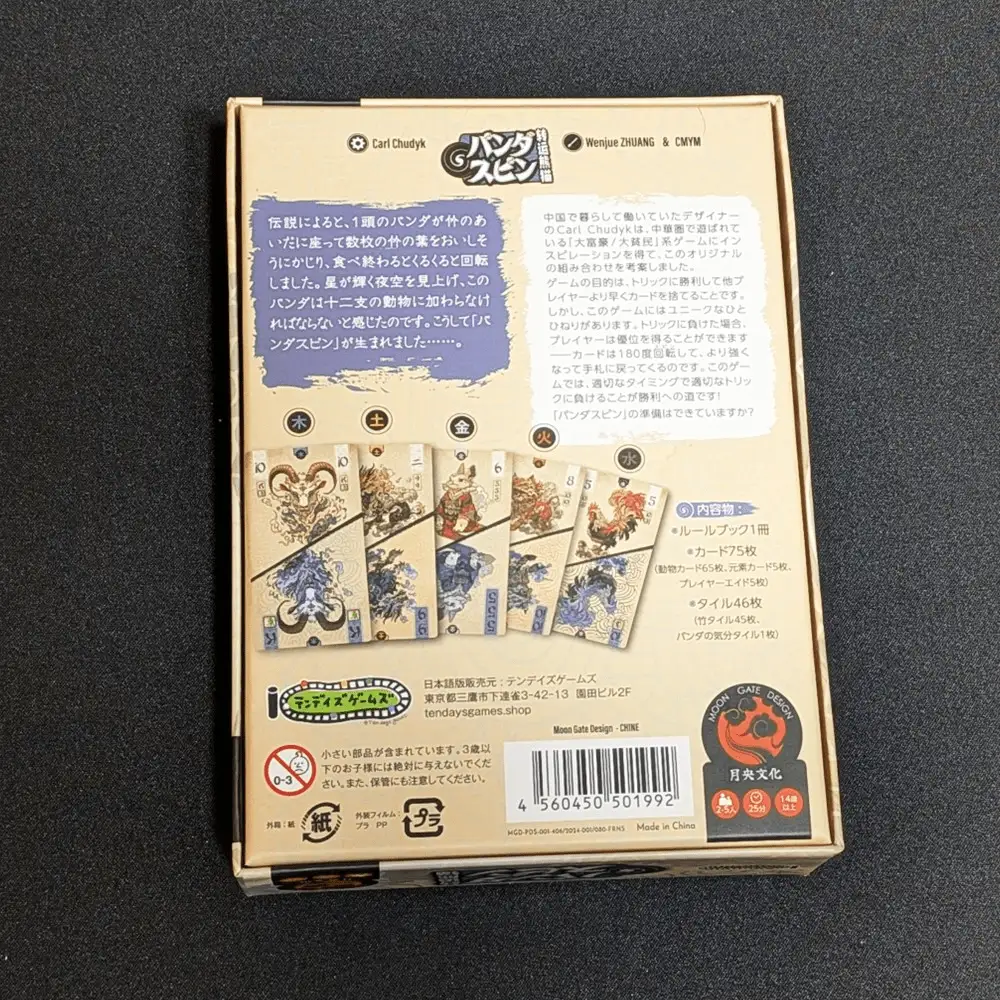 Carl Chudyk
パンダ
スピン
転運熊猫
Wenjue ZHUANG & CMYM
伝説によると、1頭のパンダが竹のあ
いだに座って数枚の竹の葉をおいしそ
うにかじり、食べ終わるとくるくると回転
しました。星が輝く夜空を見上げ、この
パンダは十二支の動物に加わらなけ
ればならないと感じたのです。こうして「パ
ンダスピン」が生まれました……。
中国で暮らして働いていたデザイナー
のCarl Chudykは、中華圏で遊ばれて
いる「大富豪/大貧民」系ゲームにイン
スピレーションを得て、このオリジナル
の組み合わせを考案しました。
ゲームの目的は、トリックに勝利して他プ
レイヤーより早くカードを捨てることです。
しかし、このゲームにはユニークなひと
ひねりがあります。トリックに負けた場合、
プレイヤーは優位を得ることができます
――カードは180度回転して、より強く
なって手札に戻ってくるのです。このゲー
ムでは、適切なタイミングで適切なトリック
に負けることが勝利への道です!
「パンダスピン」の準備はできていますか?
木
土
金
火
水
10
10
6
8
5
5
内容物:
*ルールブック1冊
*カード75枚
(動物カード65枚、元素カード5枚、
プレイヤーエイド5枚)
*タイル46枚
(竹タイル45枚、
パンダの気分タイル1枚)
テンデイズゲームズ
日本語版販売元:テンデイズゲームズ
東京都三鷹市下連雀3-42-13 園田ビル2F
tendaysgames.shop
Moon Gate Design - CHINE
MOON GATE DESIGN
月央文化
2-5人
25分
14歳
以上
0-3
小さい部品が含まれています。3歳以
下のお子様には絶対に与えないでくだ
さい。また、保管にも注意してください。
外箱:紙
紙
外装フィルム:
プラ PP
プラ
4 560450 501992
MGD-PDS-001-406/2024-001/080-FRNS
Made in China